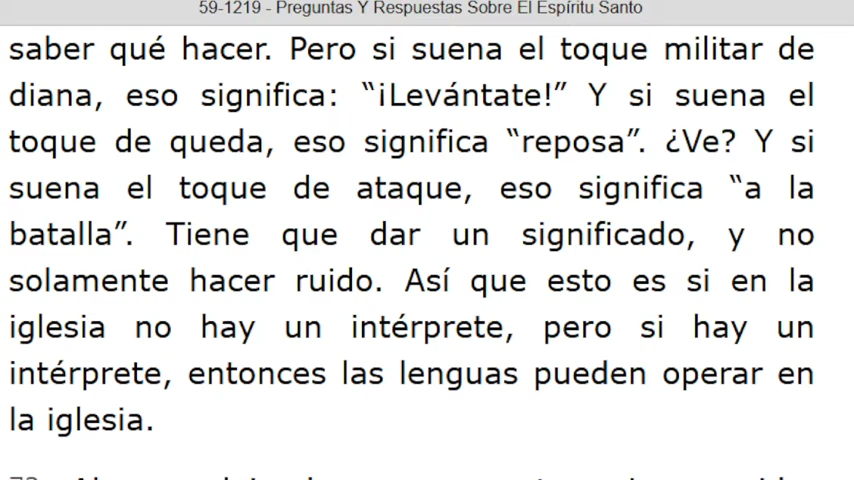 59-1219 - Preguntas Y Respuestas Sobre El Espíritu Santo
saber qué hacer. Pero si suena el toque militar de
diana, eso significa: “¡Levántate!” Y si suena el
toque de queda, eso significa “reposa”. ¿Ve? Y si
suena el toque de ataque, eso significa “a la
batalla”. Tiene que dar un significado, y no
solamente hacer ruido. Así que esto es si en la
iglesia no hay un intérprete, pero si hay un
intérprete, entonces las lenguas pueden operar en
la iglesia.